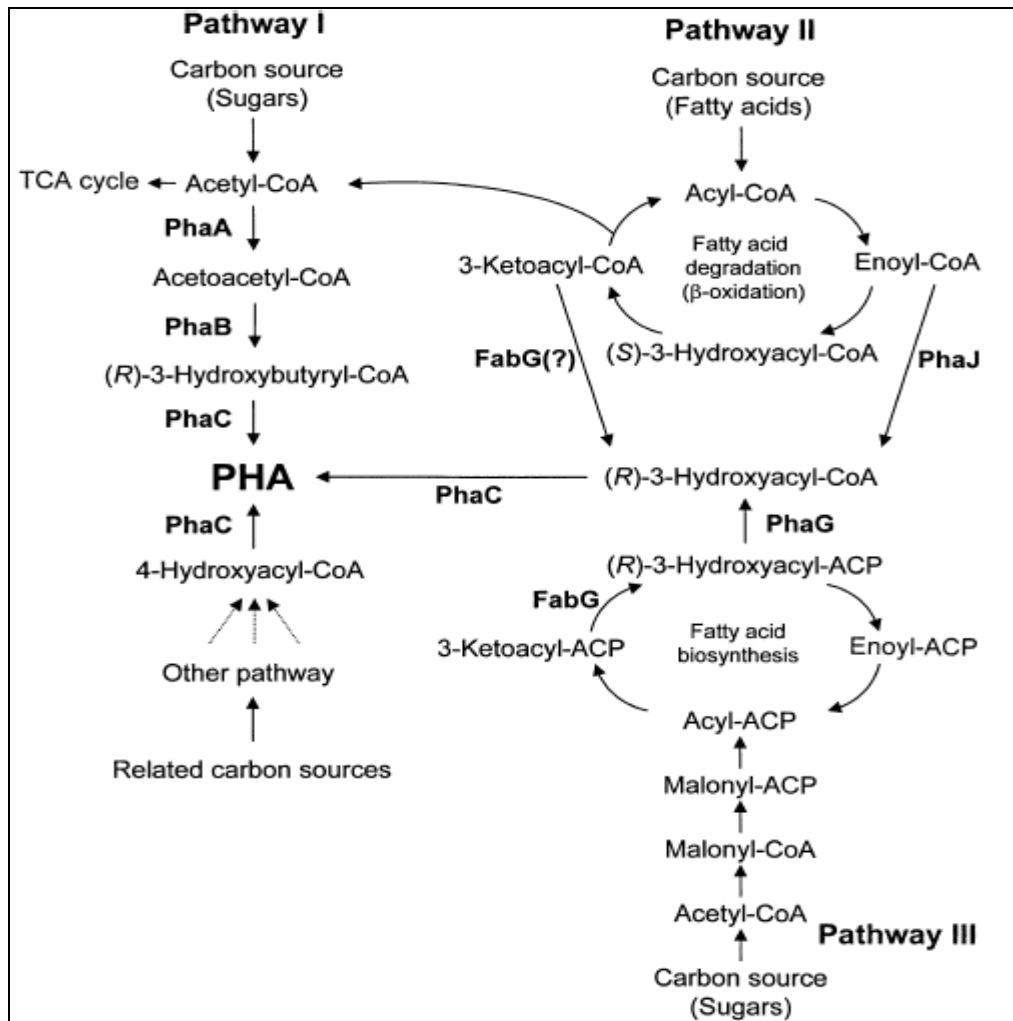 Pathway I
Carbon source
(Sugars)
TCA cycle
Acetyl-CoA
PhaA
Acetoacetyl-CoA
PhaB
(R)-3-Hydroxybutyryl-CoA
PhaC
PHA
PhaC
4-Hydroxyacyl-CoA
Other pathway
Related carbon sources
Pathway II
Carbon source
(Fatty acids)
Acyl-CoA
3-Ketoacyl-CoA
Fatty acid
degradation
(β-oxidation)
Enoyl-CoA
(S)-3-Hydroxyacyl-CoA
FabG(?)
PhaJ
(R)-3-Hydroxyacyl-CoA
PhaC
PhaG
(R)-3-Hydroxyacyl-ACP
FabG
3-Ketoacyl-ACP
Fatty acid
biosynthesis
Enoyl-ACP
Acyl-ACP
Malonyl-ACP
Malonyl-CoA
Acetyl-CoA
Pathway III
Carbon source
(Sugars)